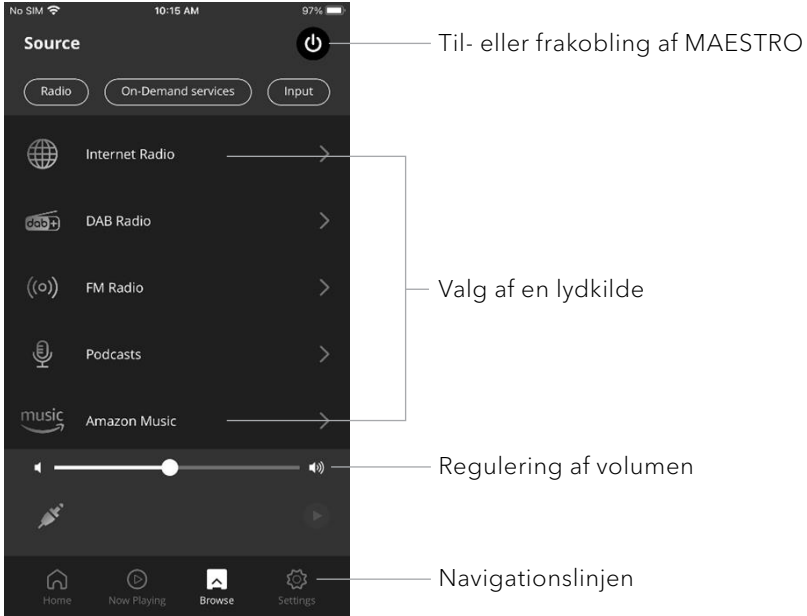 No SIM 10:15 AM 97%
Source
Til- eller frakobling af MAESTRO
Radio On-Demand services Input
Internet Radio
dab+ DAB Radio
((o)) FM Radio
Valg af en lydkilde
Podcasts
music Amazon Music
Regulering af volumen
Home Now Playing Browse Settings
Navigationslinjen